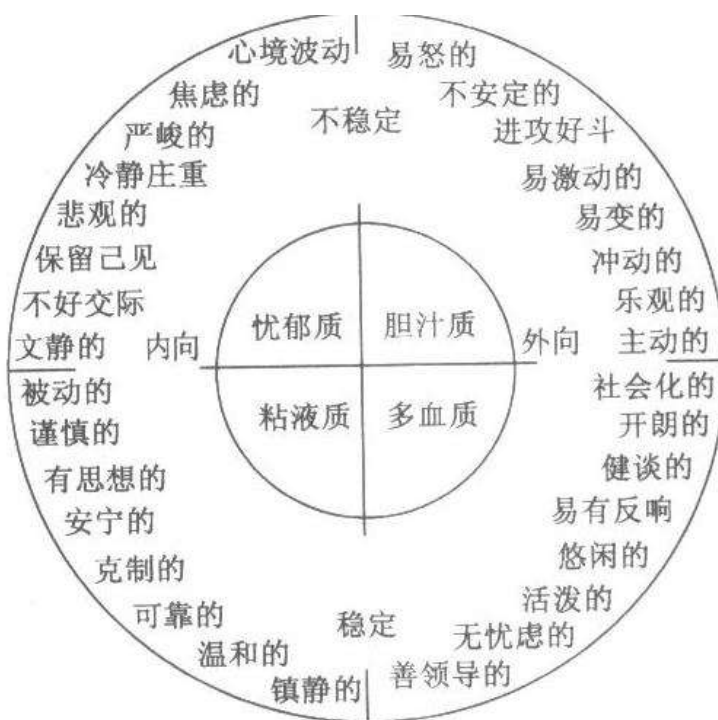 心境波动 易怒的
焦虑的 不安定的
严峻的 不稳定 进攻好斗
冷静庄重 易激动的
悲观的 易变的
保留己见 冲动的
不好交际 忧郁质 胆汁质 乐观的
文静的 内向 外向 主动的
被动的 社会化的
谨慎的 粘液质 多血质 开朗的
有思想的 健谈的
安宁的 易有反响
克制的 悠闲的
可靠的 稳定 活泼的
温和的 无忧虑的
镇静的 善领导的